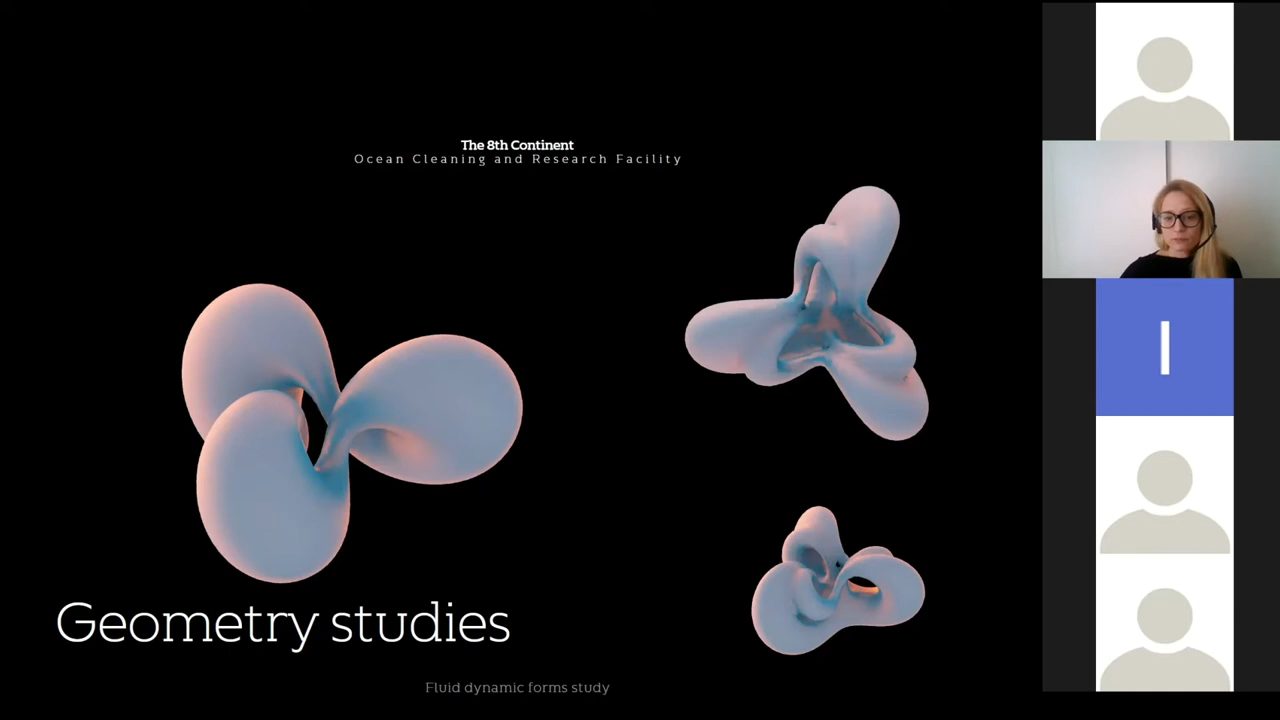 The 8th Continent
Ocean Cleaning and Research Facility
I
Geometry studies
Fluid dynamic forms study